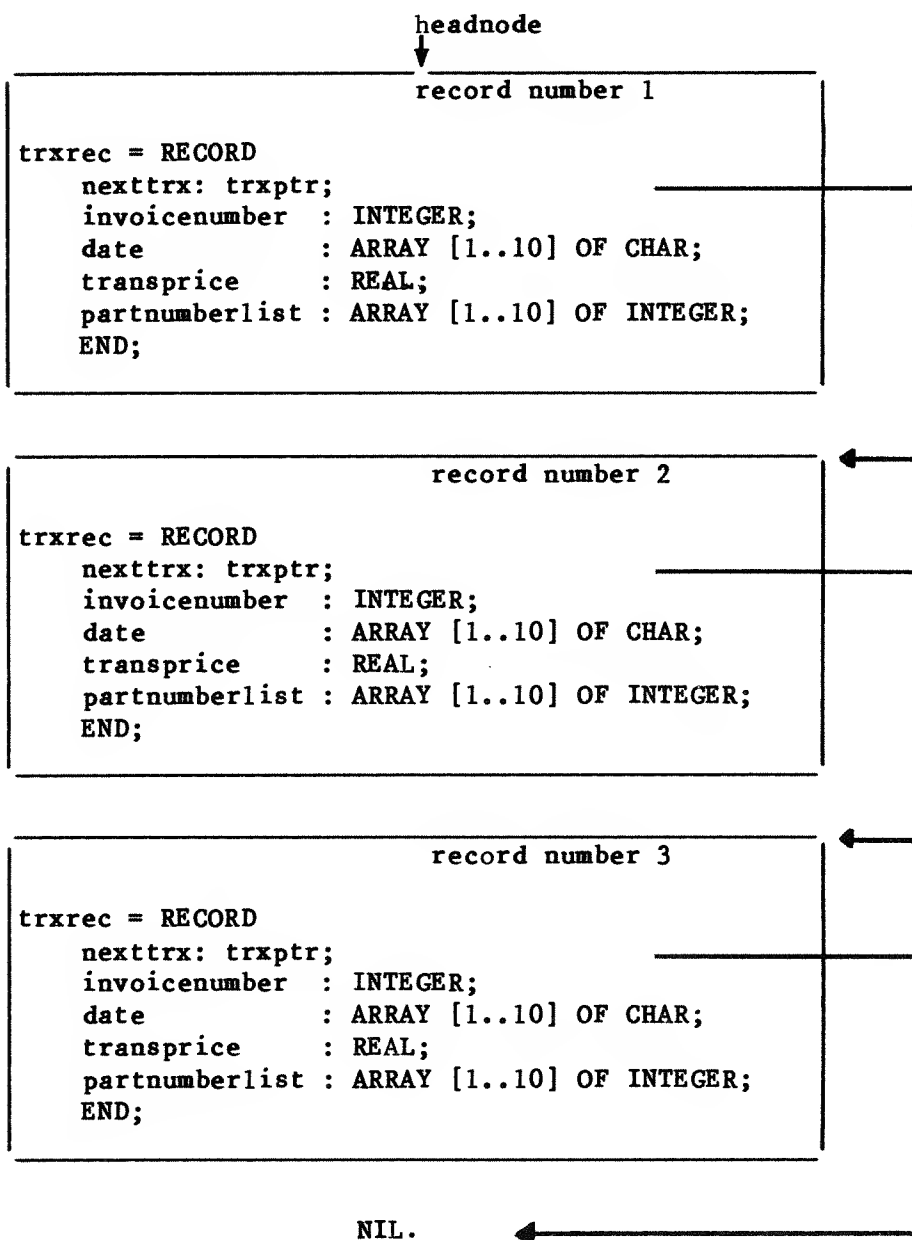 headnode
record number 1
trxrec = RECORD
nexttrx: trxptr;
invoicenumber : INTEGER;
date : ARRAY [1..10] OF CHAR;
transprice : REAL;
partnumberlist : ARRAY [1..10] OF INTEGER;
END;
record number 2
trxrec = RECORD
nexttrx: trxptr;
invoicenumber : INTEGER;
date : ARRAY [1..10] OF CHAR;
transprice : REAL;
partnumberlist : ARRAY [1..10] OF INTEGER;
END;
record number 3
trxrec = RECORD
nexttrx: trxptr;
invoicenumber : INTEGER;
date : ARRAY [1..10] OF CHAR;
transprice : REAL;
partnumberlist : ARRAY [1..10] OF INTEGER;
END;
NIL.